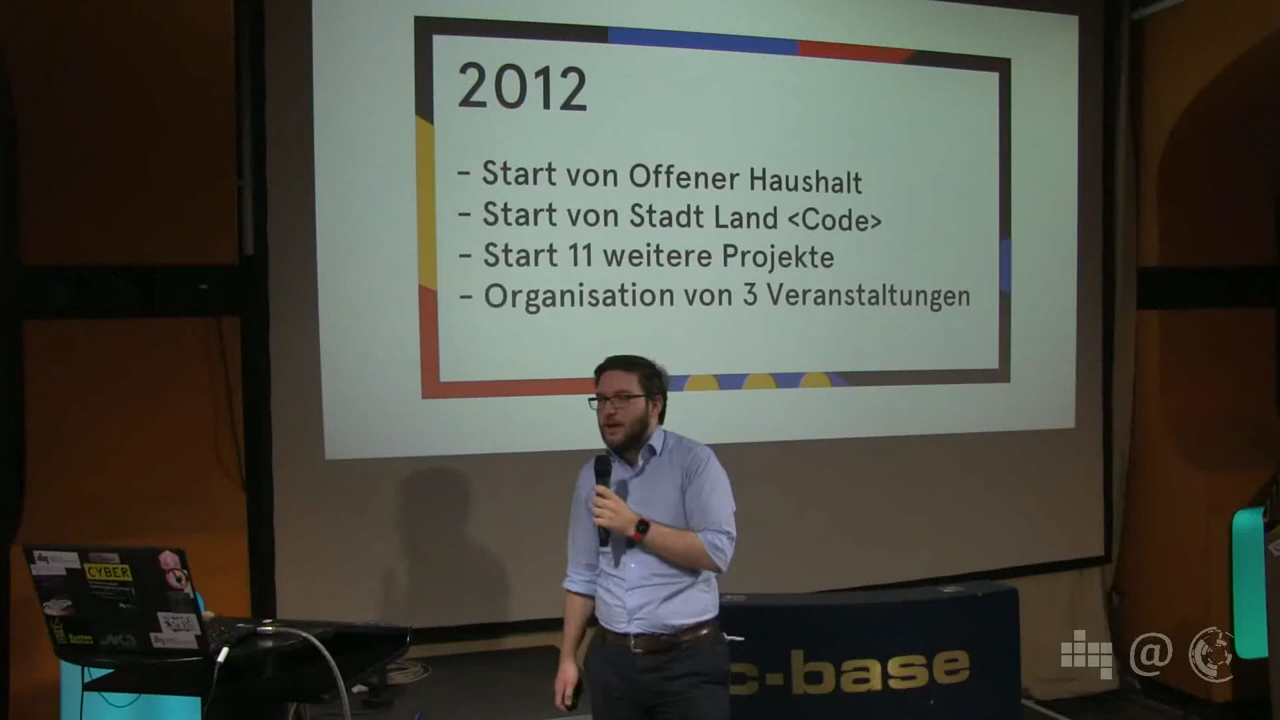 2012
- Start von Offener Haushalt
- Start von Stadt Land <Code>
- Start 11 weitere Projekte
- Organisation von 3 Veranstaltungen
CYBER
c-base
@